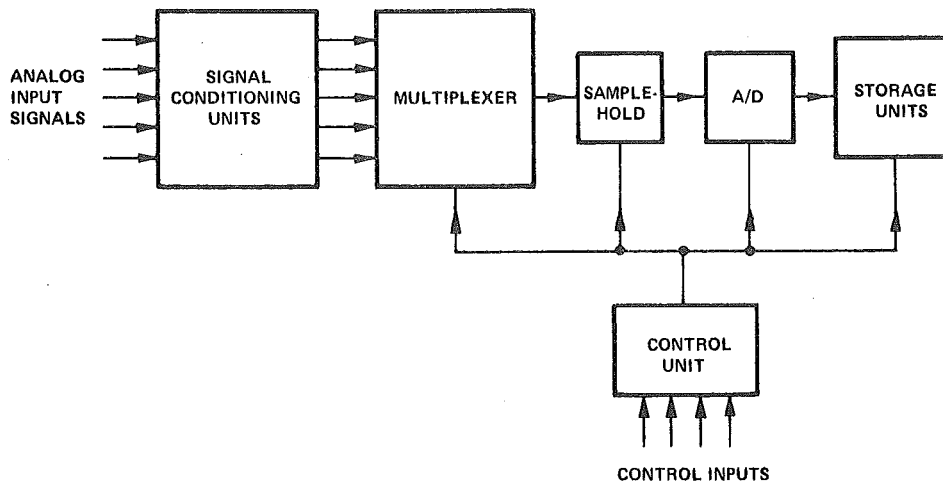 ANALOG
INPUT
SIGNALS
SIGNAL
CONDITIONING
UNITS
MULTIPLEXER
SAMPLE-
HOLD
A/D
STORAGE
UNITS
CONTROL
UNIT
CONTROL INPUTS